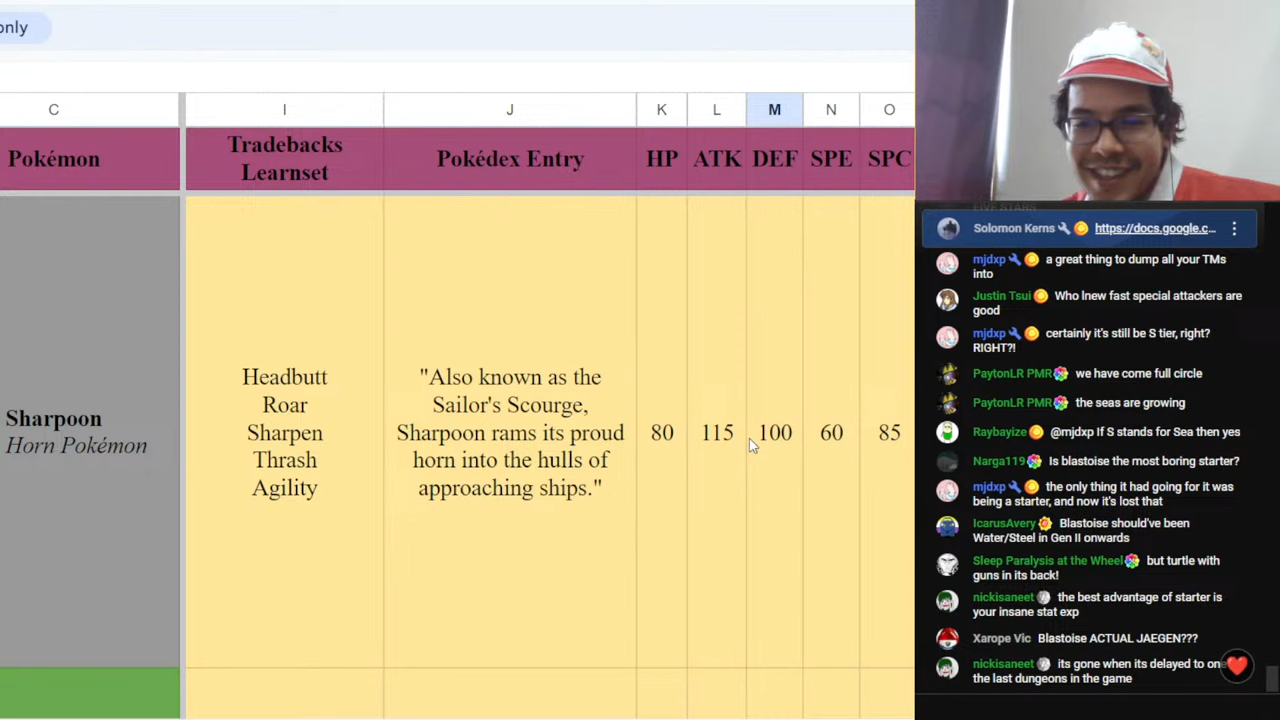 only
C
I
J
K
L
M
N
O
Pokémon
Tradebacks
Learnset
Pokédex Entry
HP
ATK
DEF
SPE
SPC
Sharpoon
Horn Pokémon
Headbutt
Roar
Sharpen
Thrash
Agility
"Also known as the
Sailor's Scourge,
Sharpoon rams its proud
horn into the hulls of
approaching ships."
80
115
100
60
85
FIVE STARS
Solomon Kerns https://docs.google.c...
mjdxp a great thing to dump all your TMs
into
Justin Tsui Who lnew fast special attackers are
good
mjdxp certainly it's still be S tier, right?
RIGHT?!
PaytonLR PMR we have come full circle
PaytonLR PMR the seas are growing
Raybayize @mjdxp If S stands for Sea then yes
Narga119 Is blastoise the most boring starter?
mjdxp the only thing it had going for it was
being a starter, and now it's lost that
IcarusAvery Blastoise should've been
Water/Steel in Gen II onwards
Sleep Paralysis at the Wheel but turtle with
guns in its back!
nickisaneet the best advantage of starter is
your insane stat exp
Xarope Vic Blastoise ACTUAL JAEGEN???
nickisaneet its gone when its delayed to one
the last dungeons in the game